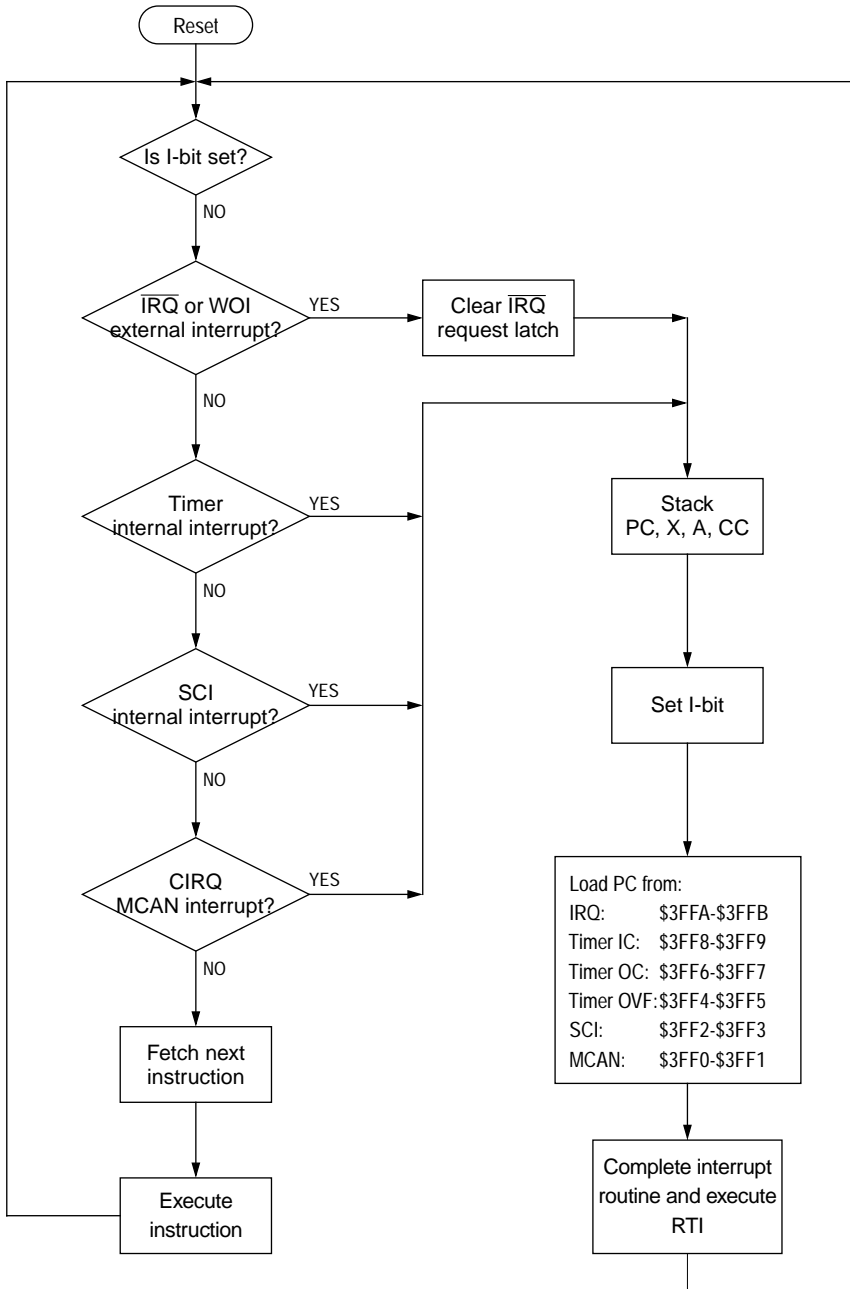 Reset
Is I-bit set?
NO
IRQ or WOI
external interrupt?
YES
Clear IRQ
request latch
NO
Timer
internal interrupt?
YES
Stack
PC, X, A, CC
NO
SCI
internal interrupt?
YES
Set I-bit
NO
CIRQ
MCAN interrupt?
YES
Load PC from:
IRQ: $3FFA-$3FFB
Timer IC: $3FF8-$3FF9
Timer OC: $3FF6-$3FF7
Timer OVF:$3FF4-$3FF5
SCI: $3FF2-$3FF3
MCAN: $3FF0-$3FF1
NO
Fetch next
instruction
Execute
instruction
Complete interrupt
routine and execute
RTI